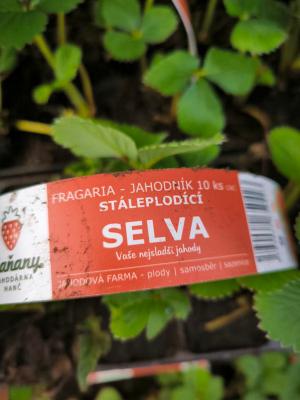 FRAGARIA - JAHODNÍK 10 ks
STÁLEPLODÍCÍ
SELVA
Vaše nejsladší jahody
JAHODOVÁ FARMA - plody | samosběr | sazenice